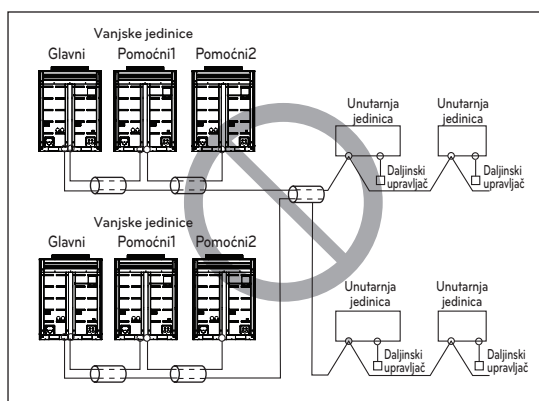 Vanjske jedinice
Glavni Pomoćni1 Pomoćni2
Unutarnja
jedinica
Daljinski
upravljač
Unutarnja
jedinica
Daljinski
upravljač
Vanjske jedinice
Glavni Pomoćni1 Pomoćni2
Unutarnja
jedinica
Daljinski
upravljač
Unutarnja
jedinica
Daljinski
upravljač